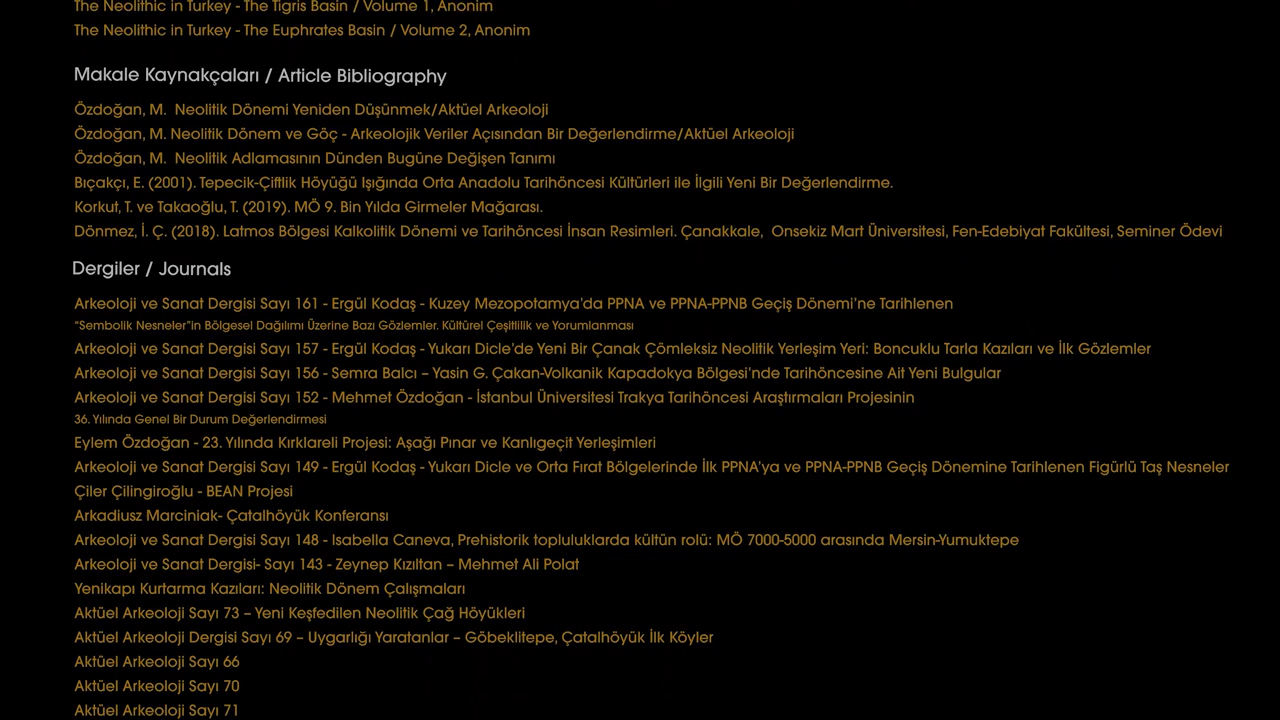 The Neolithic in Turkey - The Tigris Basin / Volume 1, Anonim
The Neolithic in Turkey - The Euphrates Basin / Volume 2, Anonim
Makale Kaynakçaları / Article Bibliography
Özdoğan, M.  Neolitik Dönemi Yeniden Düşünmek/Aktüel Arkeoloji
Özdoğan, M. Neolitik Dönem ve Göç - Arkeolojik Veriler Açısından Bir Değerlendirme/Aktüel Arkeoloji
Özdoğan, M.  Neolitik Adlamasının Dünden Bugüne Değişen Tanımı
Bıçakçı, E. (2001). Tepecik-Çiftlik Höyüğü Işığında Orta Anadolu Tarihöncesi Kültürleri ile İlgili Yeni Bir Değerlendirme.
Korkut, T. ve Takaoğlu, T. (2019). MÖ 9. Bin Yılda Girmeler Mağarası.
Dönmez, İ. Ç. (2018). Latmos Bölgesi Kalkolitik Dönemi ve Tarihöncesi İnsan Resimleri. Çanakkale,  Onsekiz Mart Üniversitesi, Fen-Edebiyat Fakültesi, Seminer Ödevi
Dergiler / Journals
Arkeoloji ve Sanat Dergisi Sayı 161 - Ergül Kodaş - Kuzey Mezopotamya'da PPNA ve PPNA-PPNB Geçiş Dönemi'ne Tarihlenen
"Sembolik Nesneler"in Bölgesel Dağılımı Üzerine Bazı Gözlemler. Kültürel Çeşitlilik ve Yorumlanması
Arkeoloji ve Sanat Dergisi Sayı 157 - Ergül Kodaş - Yukarı Dicle'de Yeni Bir Çanak Çömleksiz Neolitik Yerleşim Yeri: Boncuklu Tarla Kazıları ve İlk Gözlemler
Arkeoloji ve Sanat Dergisi Sayı 156 - Semra Balcı – Yasin G. Çakan-Volkanik Kapadokya Bölgesi'nde Tarihöncesine Ait Yeni Bulgular
Arkeoloji ve Sanat Dergisi Sayı 152 - Mehmet Özdoğan - İstanbul Üniversitesi Trakya Tarihöncesi Araştırmaları Projesinin
36. Yılında Genel Bir Durum Değerlendirmesi
Eylem Özdoğan - 23. Yılında Kırklareli Projesi: Aşağı Pınar ve Kanlıgeçit Yerleşimleri
Arkeoloji ve Sanat Dergisi Sayı 149 - Ergül Kodaş - Yukarı Dicle ve Orta Fırat Bölgelerinde İlk PPNA'ya ve PPNA-PPNB Geçiş Dönemine Tarihlenen Figürlü Taş Nesneler
Çiler Çilingiroğlu - BEAN Projesi
Arkadiusz Marciniak- Çatalhöyük Konferansı
Arkeoloji ve Sanat Dergisi Sayı 148 - Isabella Caneva, Prehistorik topluluklarda kültün rolü: MÖ 7000-5000 arasında Mersin-Yumuktepe
Arkeoloji ve Sanat Dergisi- Sayı 143 - Zeynep Kızıltan – Mehmet Ali Polat
Yenikapı Kurtarma Kazıları: Neolitik Dönem Çalışmaları
Aktüel Arkeoloji Sayı 73 – Yeni Keşfedilen Neolitik Çağ Höyükleri
Aktüel Arkeoloji Dergisi Sayı 69 – Uygarlığı Yaratanlar – Göbeklitepe, Çatalhöyük İlk Köyler
Aktüel Arkeoloji Sayı 66
Aktüel Arkeoloji Sayı 70
Aktüel Arkeoloji Sayı 71